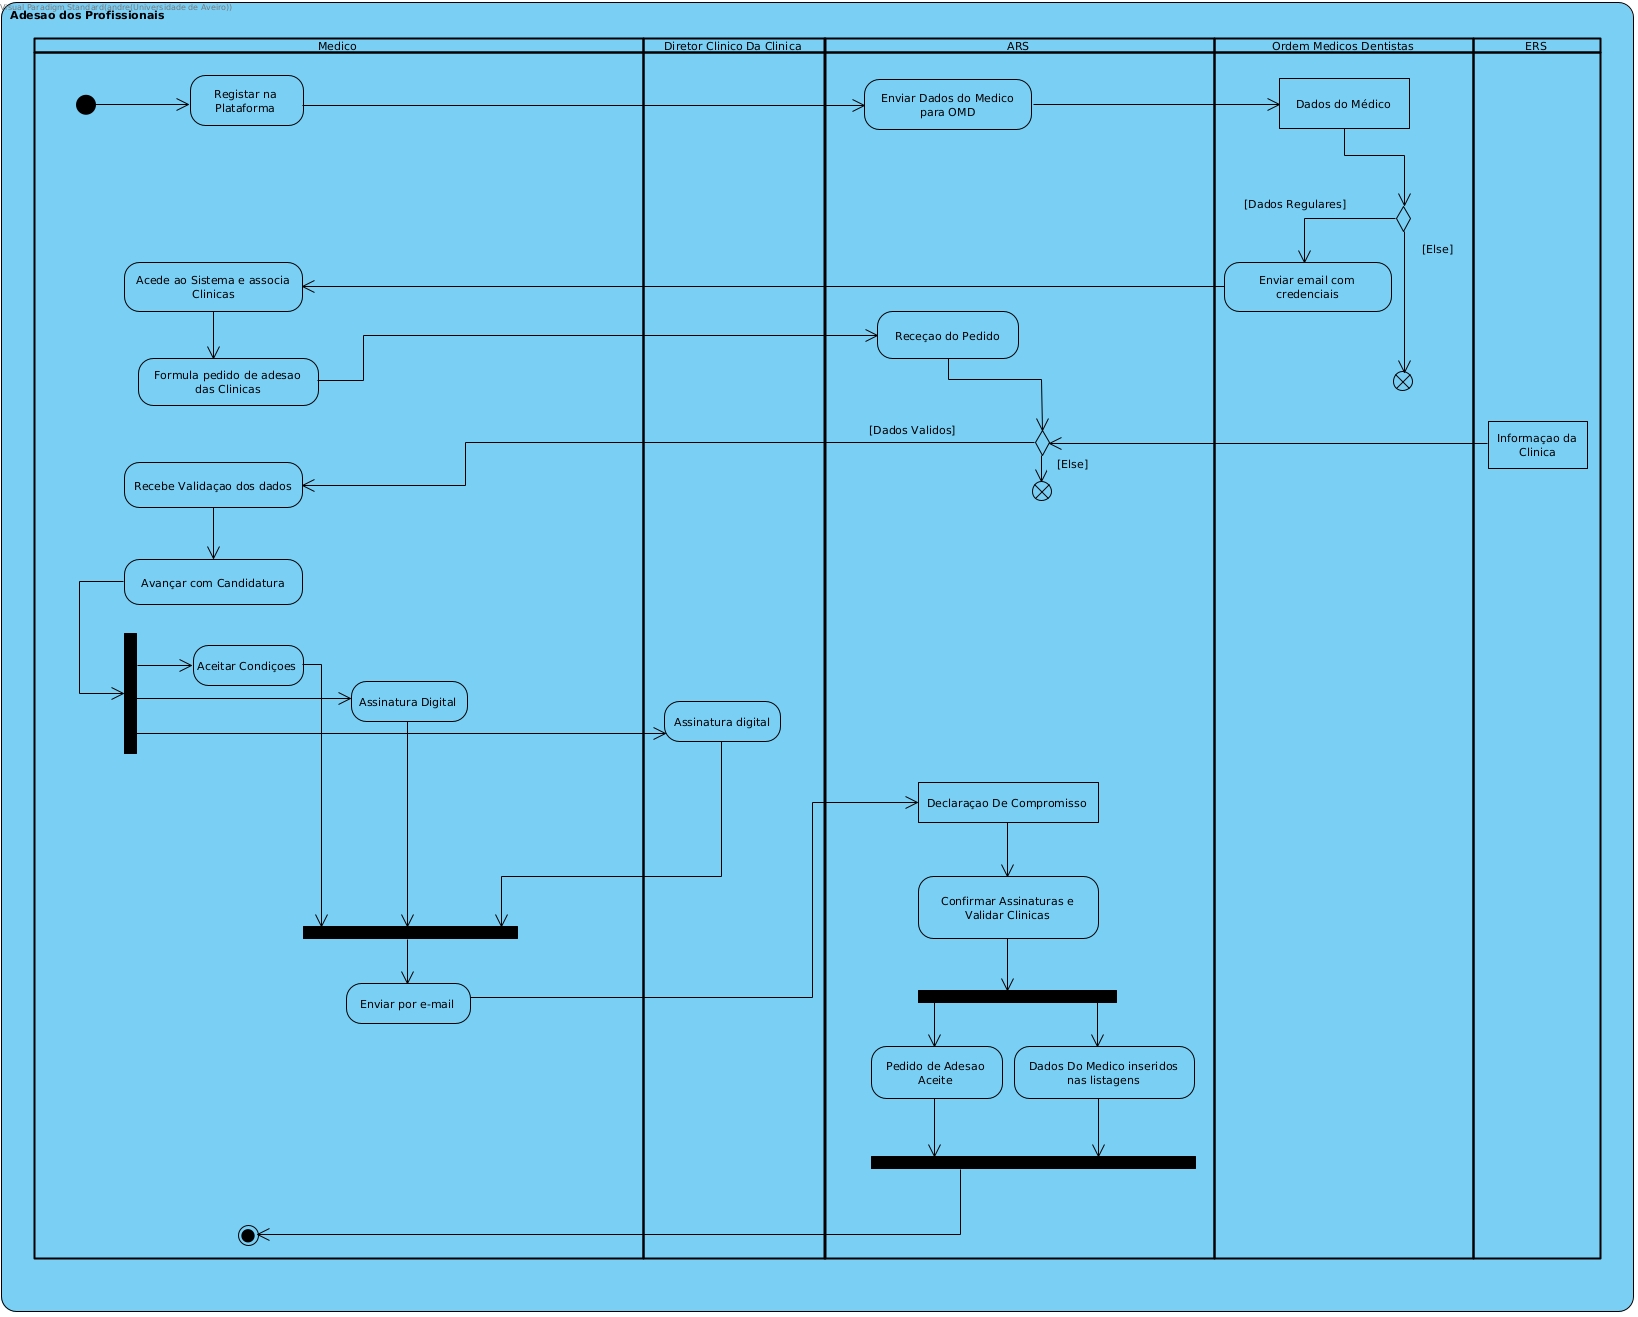 Visual Paradigm Standard(andre(Universidade de Aveiro))
Adesao dos Profissionais
Medico
Diretor Clinico Da Clinica
ARS
Ordem Medicos Dentistas
ERS
Registar na
Plataforma
Enviar Dados do Medico
para OMD
Dados do Médico
[Dados Regulares]
[Else]
Acede ao Sistema e associa
Clinicas
Enviar email com
credenciais
Receçao do Pedido
Formula pedido de adesao
das Clinicas
[Dados Validos]
[Else]
Informaçao da
Clinica
Recebe Validaçao dos dados
Avançar com Candidatura
Aceitar Condiçoes
Assinatura Digital
Assinatura digital
Declaraçao De Compromisso
Confirmar Assinaturas e
Validar Clinicas
Enviar por e-mail
Pedido de Adesao
Aceite
Dados Do Medico inseridos
nas listagens